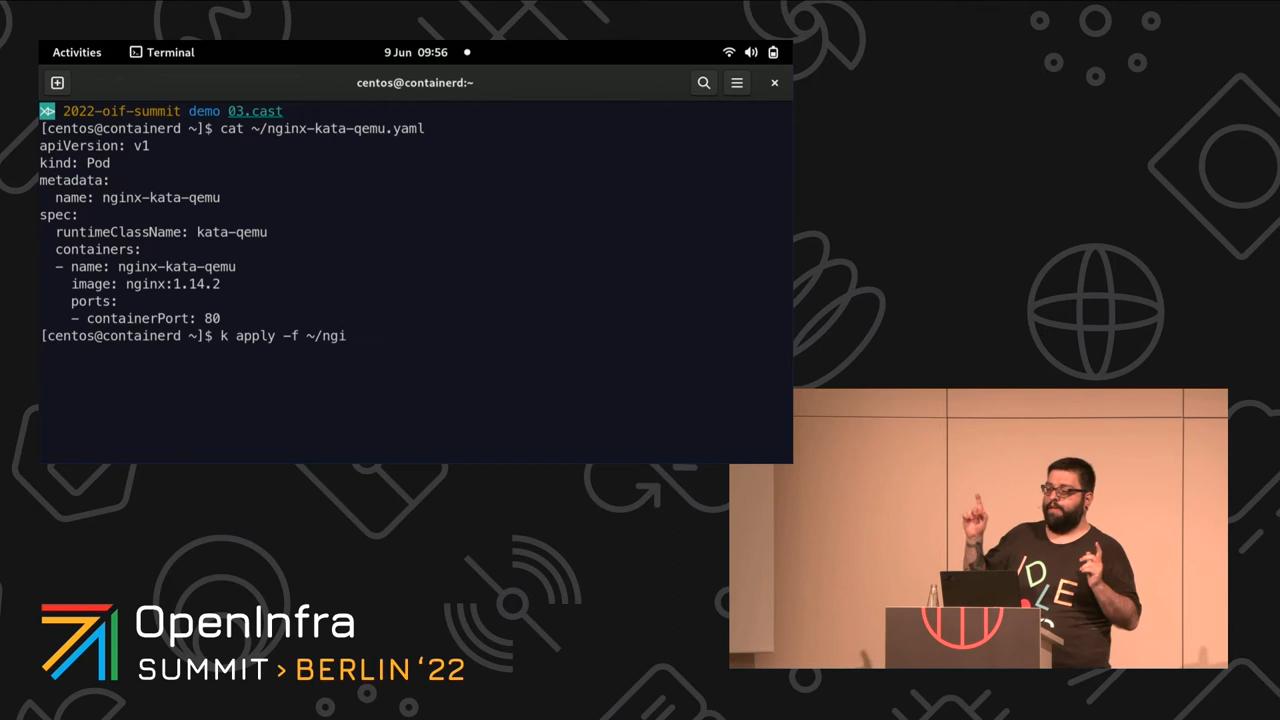 Activities
Terminal
9 Jun 09:56
centos@containerd:~
2022-oif-summit demo 03.cast
[centos@containerd ~]$ cat ~/nginx-kata-qemu.yaml
apiVersion: v1
kind: Pod
metadata:
  name: nginx-kata-qemu
spec:
  runtimeClassName: kata-qemu
  containers:
  - name: nginx-kata-qemu
    image: nginx:1.14.2
    ports:
    - containerPort: 80
[centos@containerd ~]$ k apply -f ~/ngi
OpenInfra
SUMMIT > BERLIN ‘22